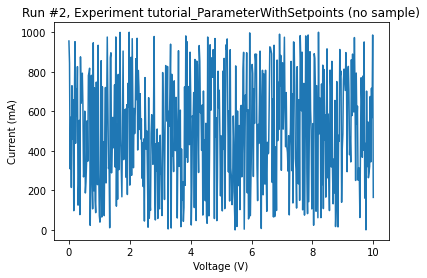 Run #2, Experiment tutorial_ParameterWithSetpoints (no sample)
1000
800
600
400
200
0
Current (mA)
0 2 4 6 8 10
Voltage (V)